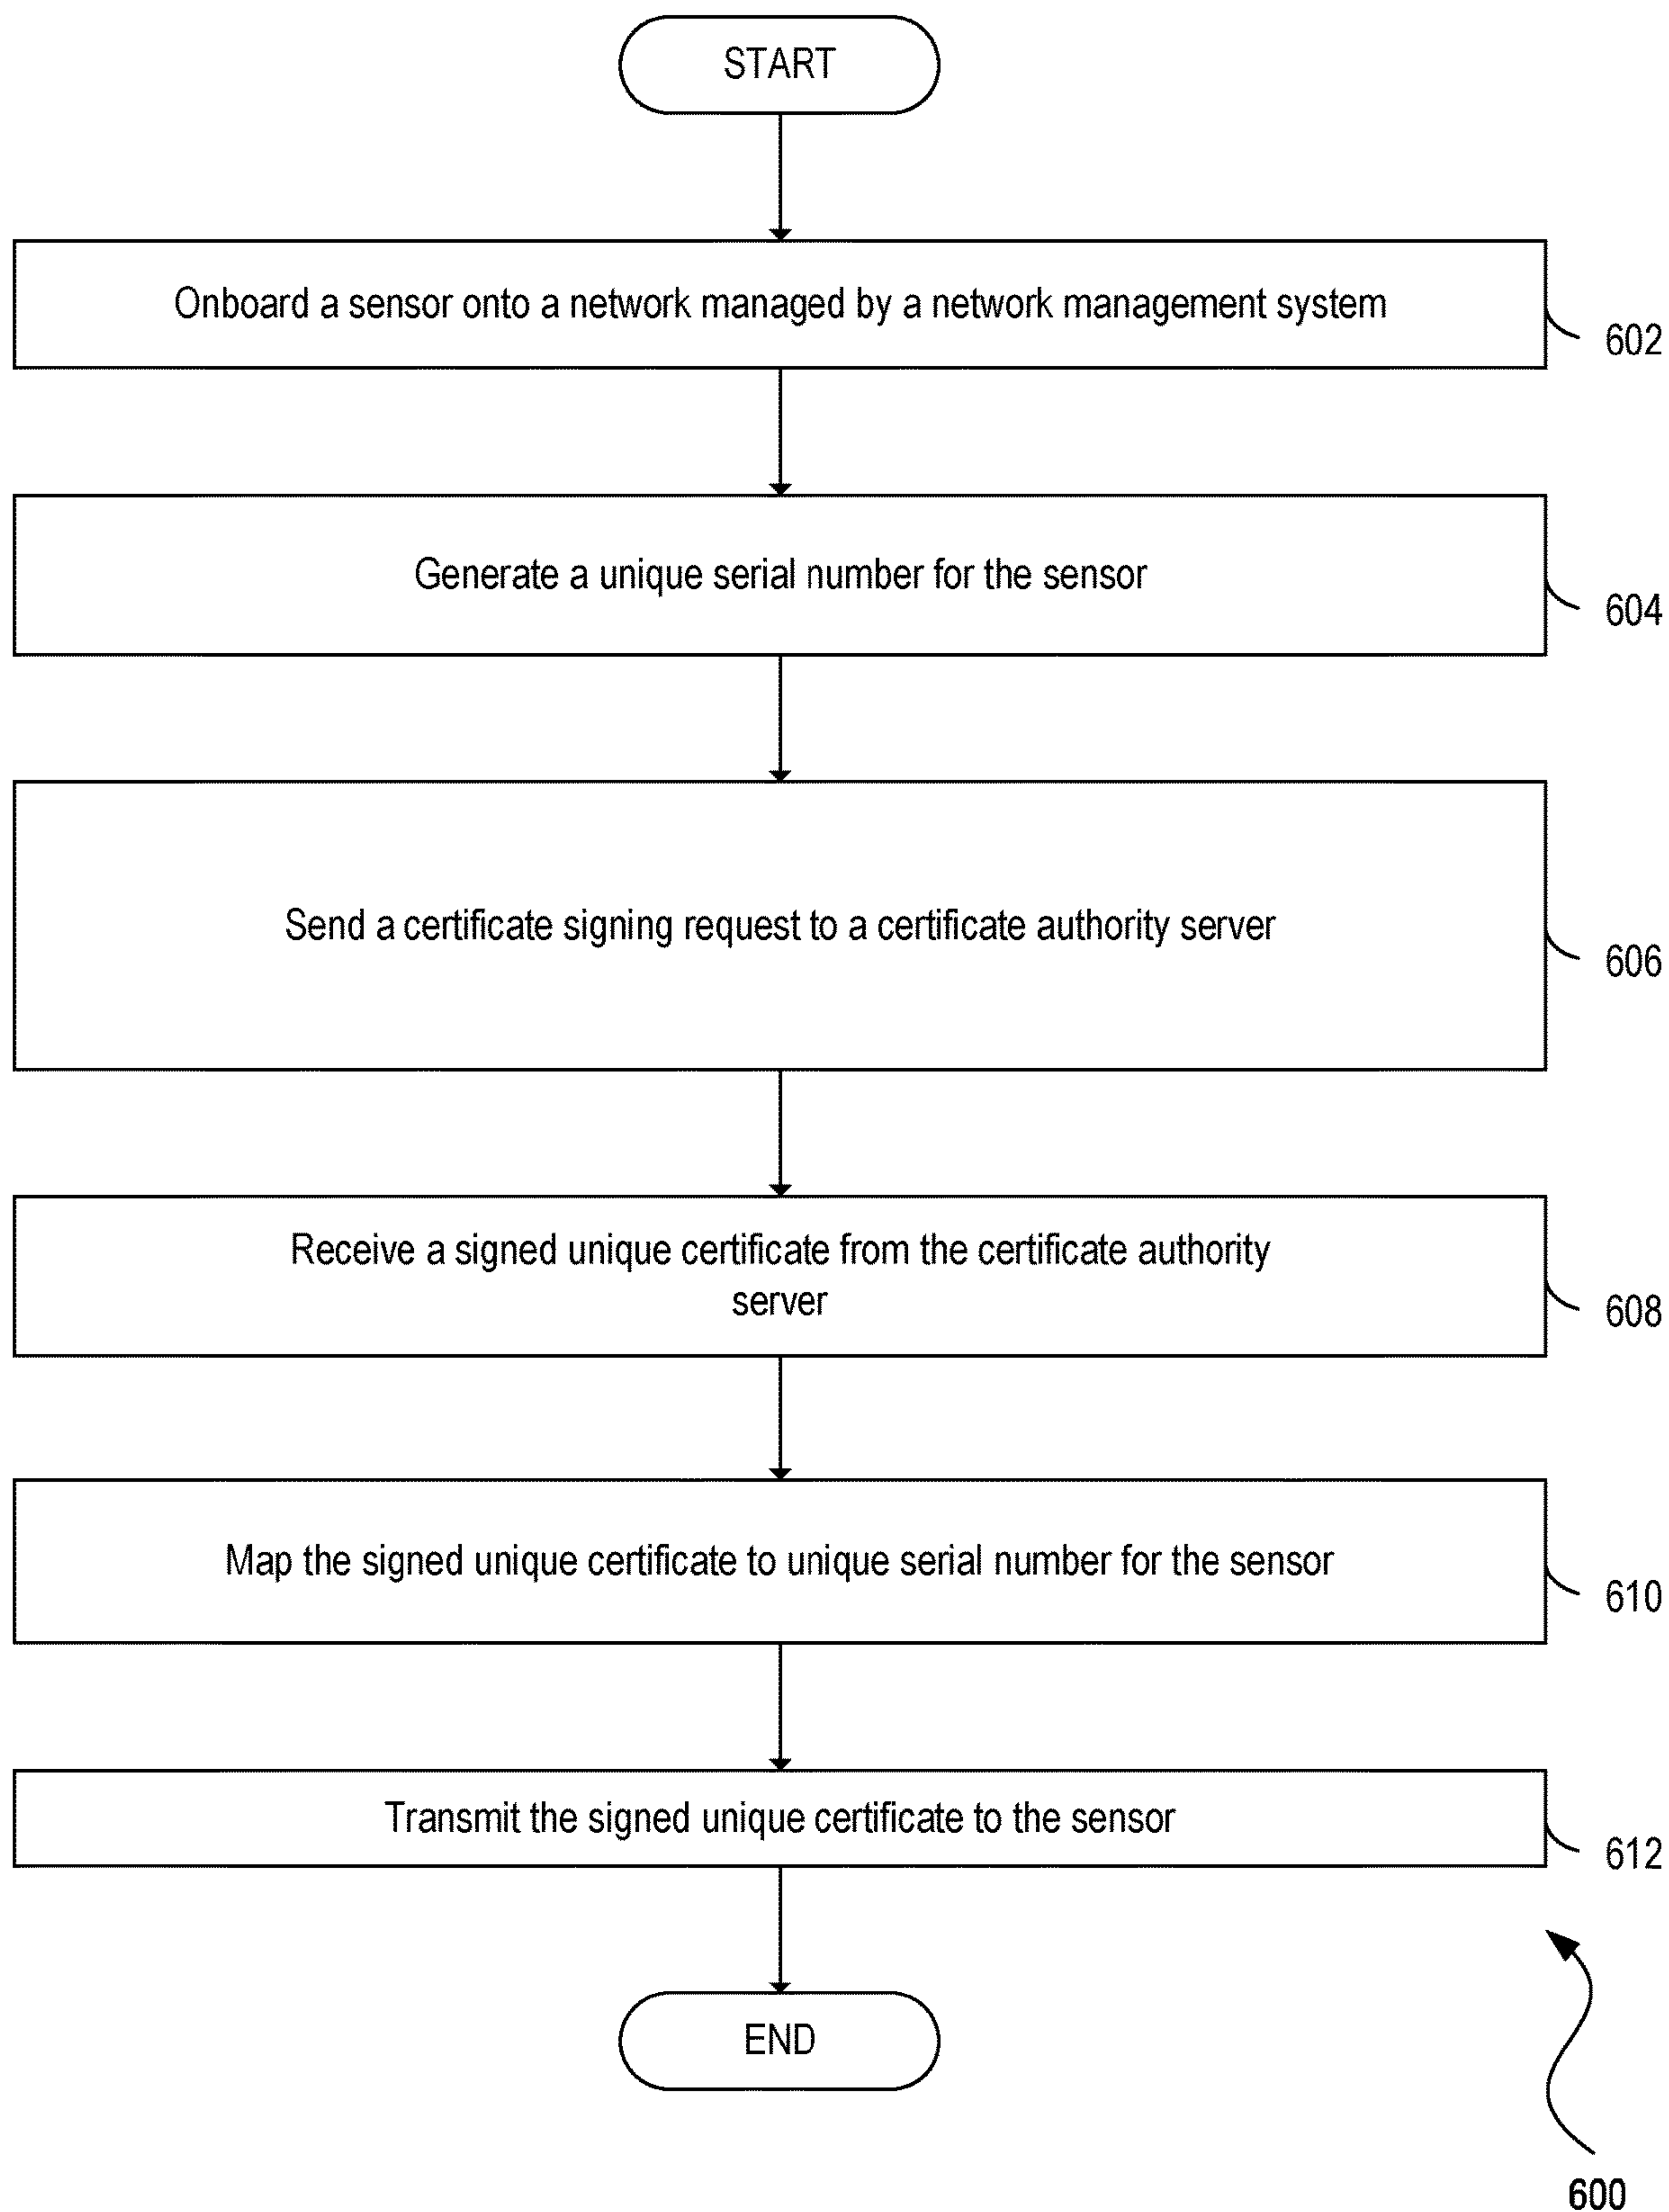 START
Onboard a sensor onto a network managed by a network management system
602
Generate a unique serial number for the sensor
604
Send a certificate signing request to a certificate authority server
606
Receive a signed unique certificate from the certificate authority
server
608
Map the signed unique certificate to unique serial number for the sensor
610
Transmit the signed unique certificate to the sensor
612
END
600